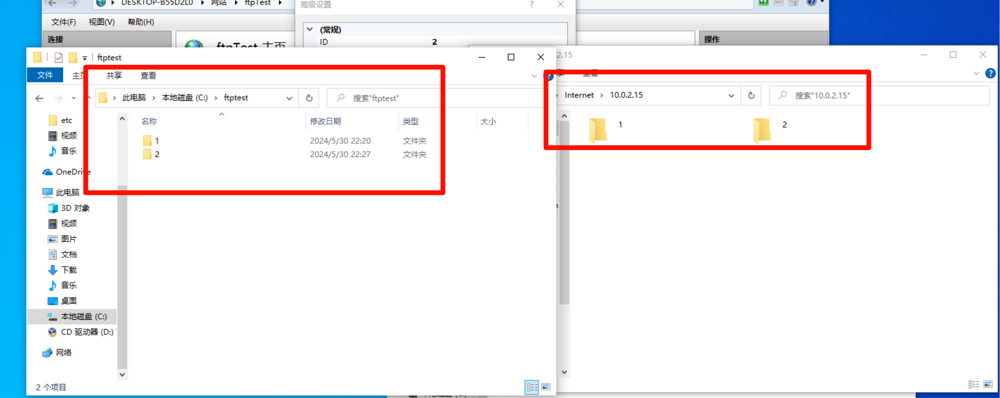 DESKTOP-B55D2L0 网站 ftpTest
高级设置
文件(F) 视图(V) 帮助(H)
(常规)
连接
ID 2
操作
ftpTest 主页
ftptest
2.15
文件 主页 共享 查看
查看
此电脑 本地磁盘 (C:) ftptest
搜索"ftptest"
Internet 10.0.2.15
搜索"10.0.2.15"
名称 修改日期 类型 大小
1 2024/5/30 22:20 文件夹
2 2024/5/30 22:27 文件夹
1
2
etc
视频
音乐
OneDrive
此电脑
3D 对象
视频
图片
文档
下载
音乐
桌面
本地磁盘 (C:)
CD 驱动器 (D:)
网络
2 个项目